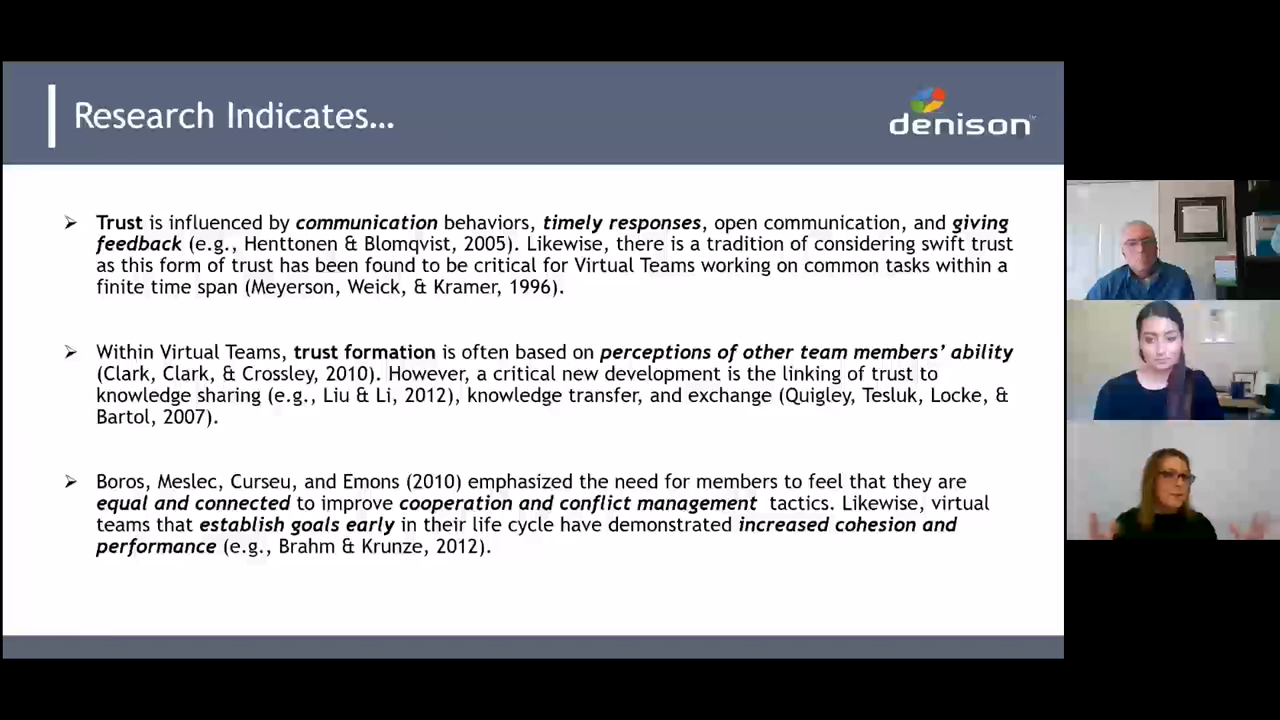 Research Indicates...
denison
➢ Trust is influenced by communication behaviors, timely responses, open communication, and giving
feedback (e.g., Henttonen & Blomqvist, 2005). Likewise, there is a tradition of considering swift trust
as this form of trust has been found to be critical for Virtual Teams working on common tasks within a
finite time span (Meyerson, Weick, & Kramer, 1996).
➢ Within Virtual Teams, trust formation is often based on perceptions of other team members’ ability
(Clark, Clark, & Crossley, 2010). However, a critical new development is the linking of trust to
knowledge sharing (e.g., Liu & Li, 2012), knowledge transfer, and exchange (Quigley, Tesluk, Locke, &
Bartol, 2007).
➢ Boros, Meslec, Curseu, and Emons (2010) emphasized the need for members to feel that they are
equal and connected to improve cooperation and conflict management tactics. Likewise, virtual
teams that establish goals early in their life cycle have demonstrated increased cohesion and
performance (e.g., Brahm & Krunze, 2012).